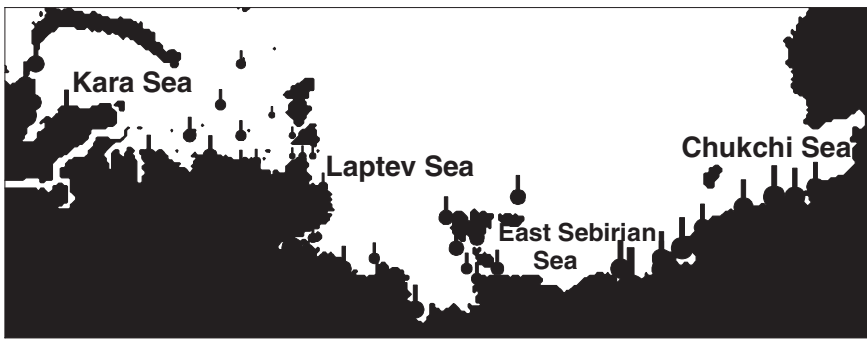 Kara Sea
Chukchi Sea
Laptev Sea
East Sebirian
Sea